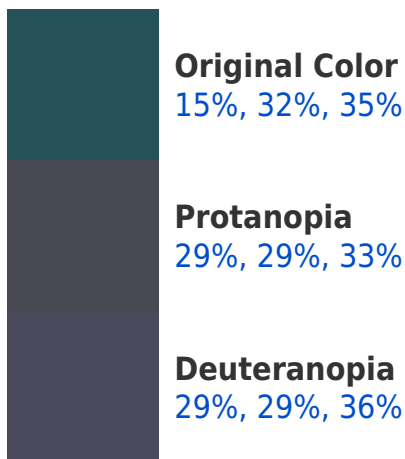 Original Color
15%, 32%, 35%
Protanopia
29%, 29%, 33%
Deuteranopia
29%, 29%, 36%